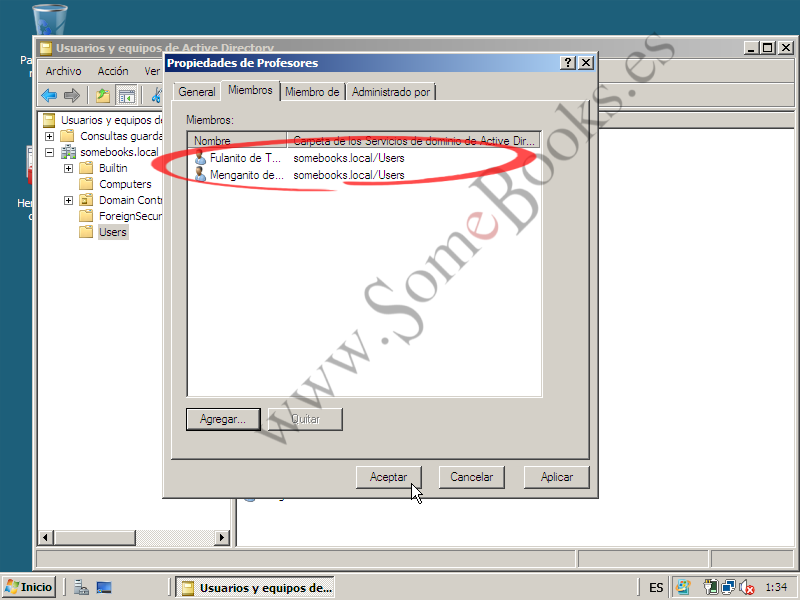 Usuarios y equipos de Active Directory
Propiedades de Profesores
Archivo Acción Ver
General Miembros Miembro de Administrado por
Usuarios y equipos de
Consultas guarda
somebooks.local
Builtin
Computers
Domain Contr
ForeignSecur
Users
Miembros:
Nombre Carpeta de los Servicios de dominio de Active Dir...
Fulanito de T... somebooks.local/Users
Menganito de... somebooks.local/Users
Agregar... Quitar
Aceptar Cancelar Aplicar
www.SomeBooks.es
Inicio Usuarios y equipos de... ES 1:34